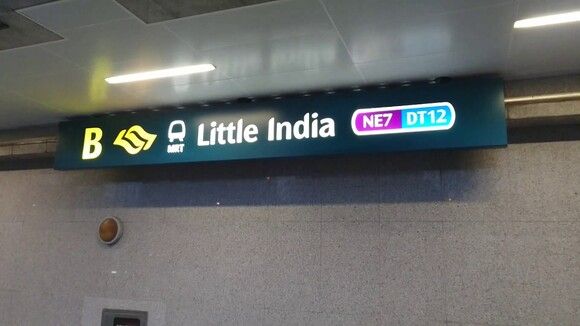 B MRT Little India NE7 DT12